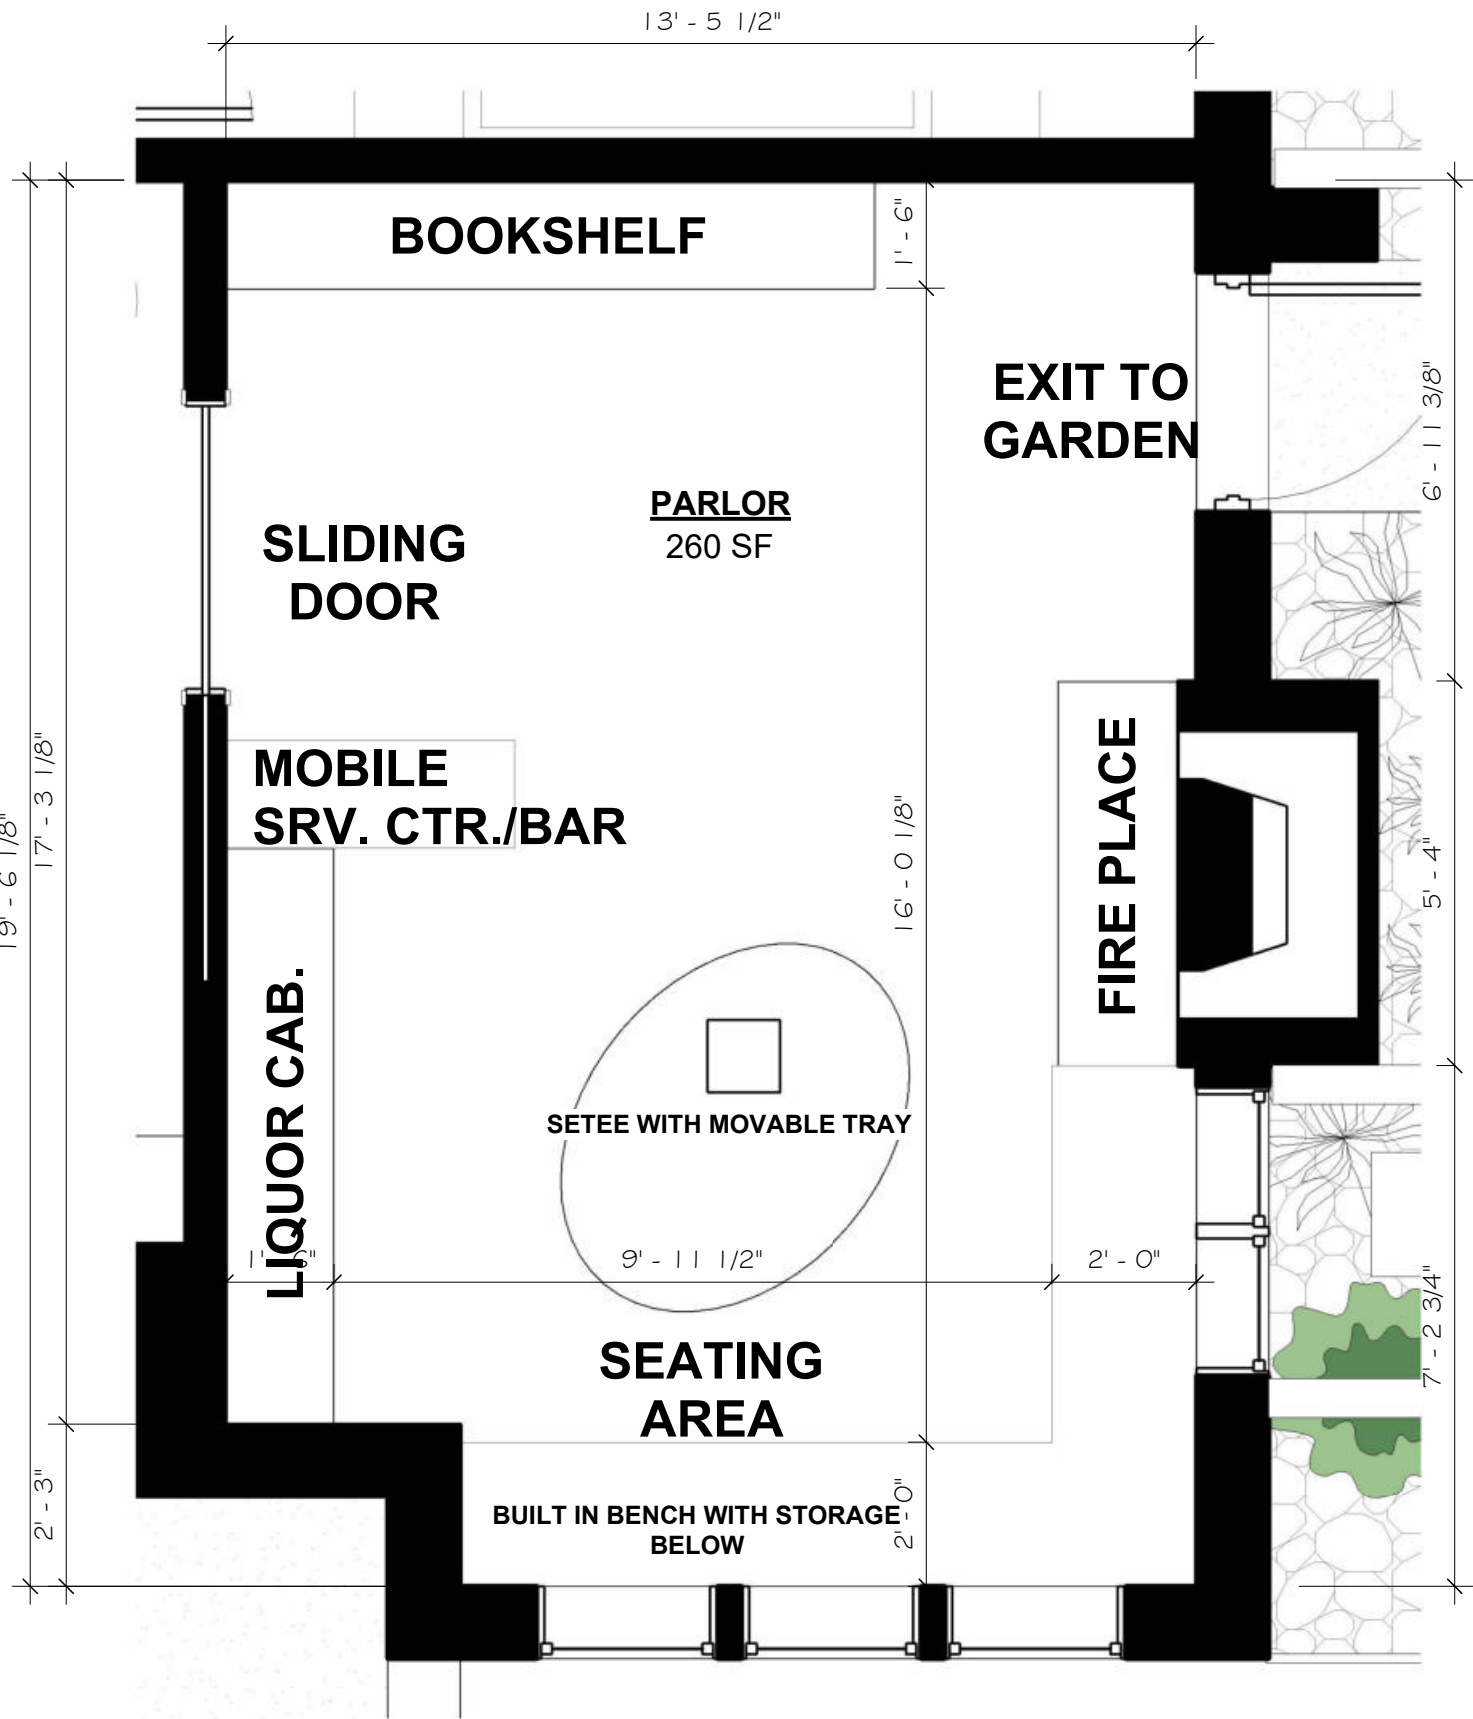 13' - 5 1/2"
BOOKSHELF
1' - 6"
EXIT TO
GARDEN
6' - 11 3/8"
PARLOR
260 SF
SLIDING
DOOR
MOBILE
SRV. CTR./BAR
17' - 3 1/8"
19' - 6 1/8"
16' - 0 1/8"
FIRE PLACE
5' - 4"
LIQUOR CAB.
SETEE WITH MOVABLE TRAY
1' - 6"
9' - 11 1/2"
2' - 0"
7' - 2 3/4"
SEATING
AREA
2' - 3"
BUILT IN BENCH WITH STORAGE
BELOW
2' - 0"